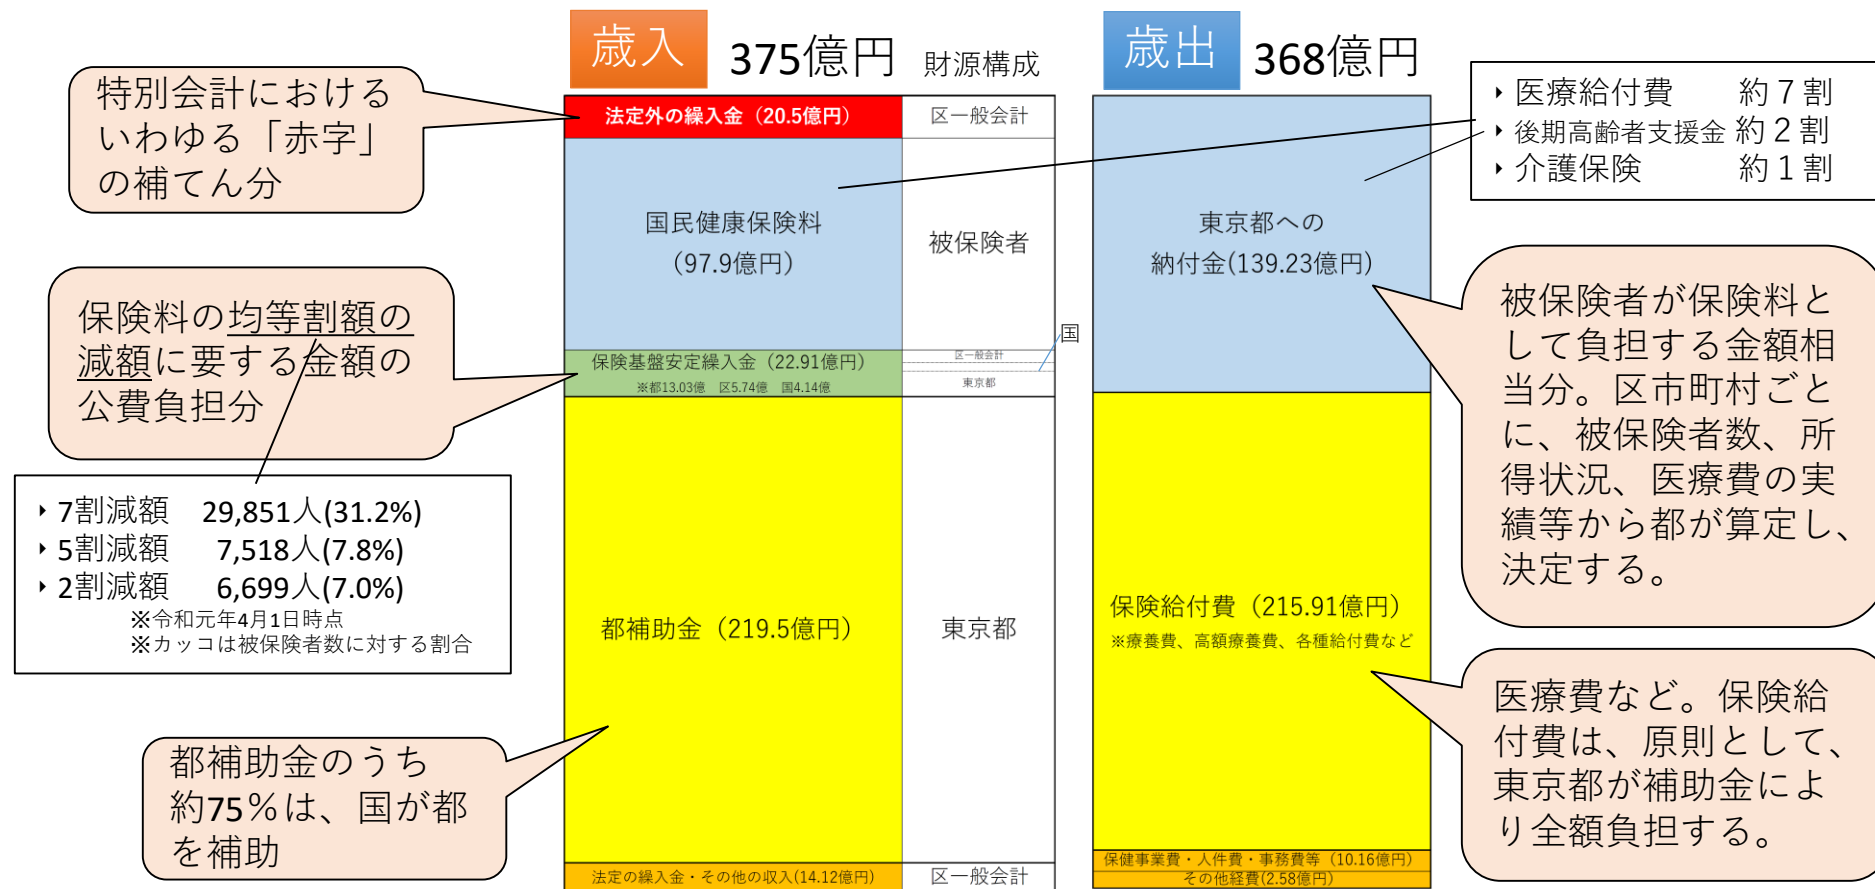 歳入
375億円
財源構成
歳出
368億円
特別会計における
いわゆる「赤字」
の補てん分
法定外の繰入金（20.5億円）
区一般会計
国民健康保険料
（97.9億円）
被保険者
保険料の均等割額の
減額に要する金額の
公費負担分
保険基盤安定繰入金（22.91億円）
※都13.03億　区5.74億　国4.14億
区一般会計
国
東京都
‣ 7割減額　29,851人(31.2%)
‣ 5割減額　7,518人(7.8%)
‣ 2割減額　6,699人(7.0%)
※令和元年4月1日時点
※カッコは被保険者数に対する割合
都補助金（219.5億円）
東京都
都補助金のうち
約75％は、国が都
を補助
法定の繰入金・その他の収入(14.12億円)
区一般会計
‣ 医療給付費　約７割
‣ 後期高齢者支援金 約２割
‣ 介護保険　約１割
東京都への
納付金(139.23億円)
被保険者が保険料と
して負担する金額相
当分。区市町村ごと
に、被保険者数、所
得状況、医療費の実
績等から都が算定し、
決定する。
保険給付費（215.91億円）
※療養費、高額療養費、各種給付費など
医療費など。保険給
付費は、原則として、
東京都が補助金によ
り全額負担する。
保健事業費・人件費・事務費等（10.16億円）
その他経費(2.58億円)